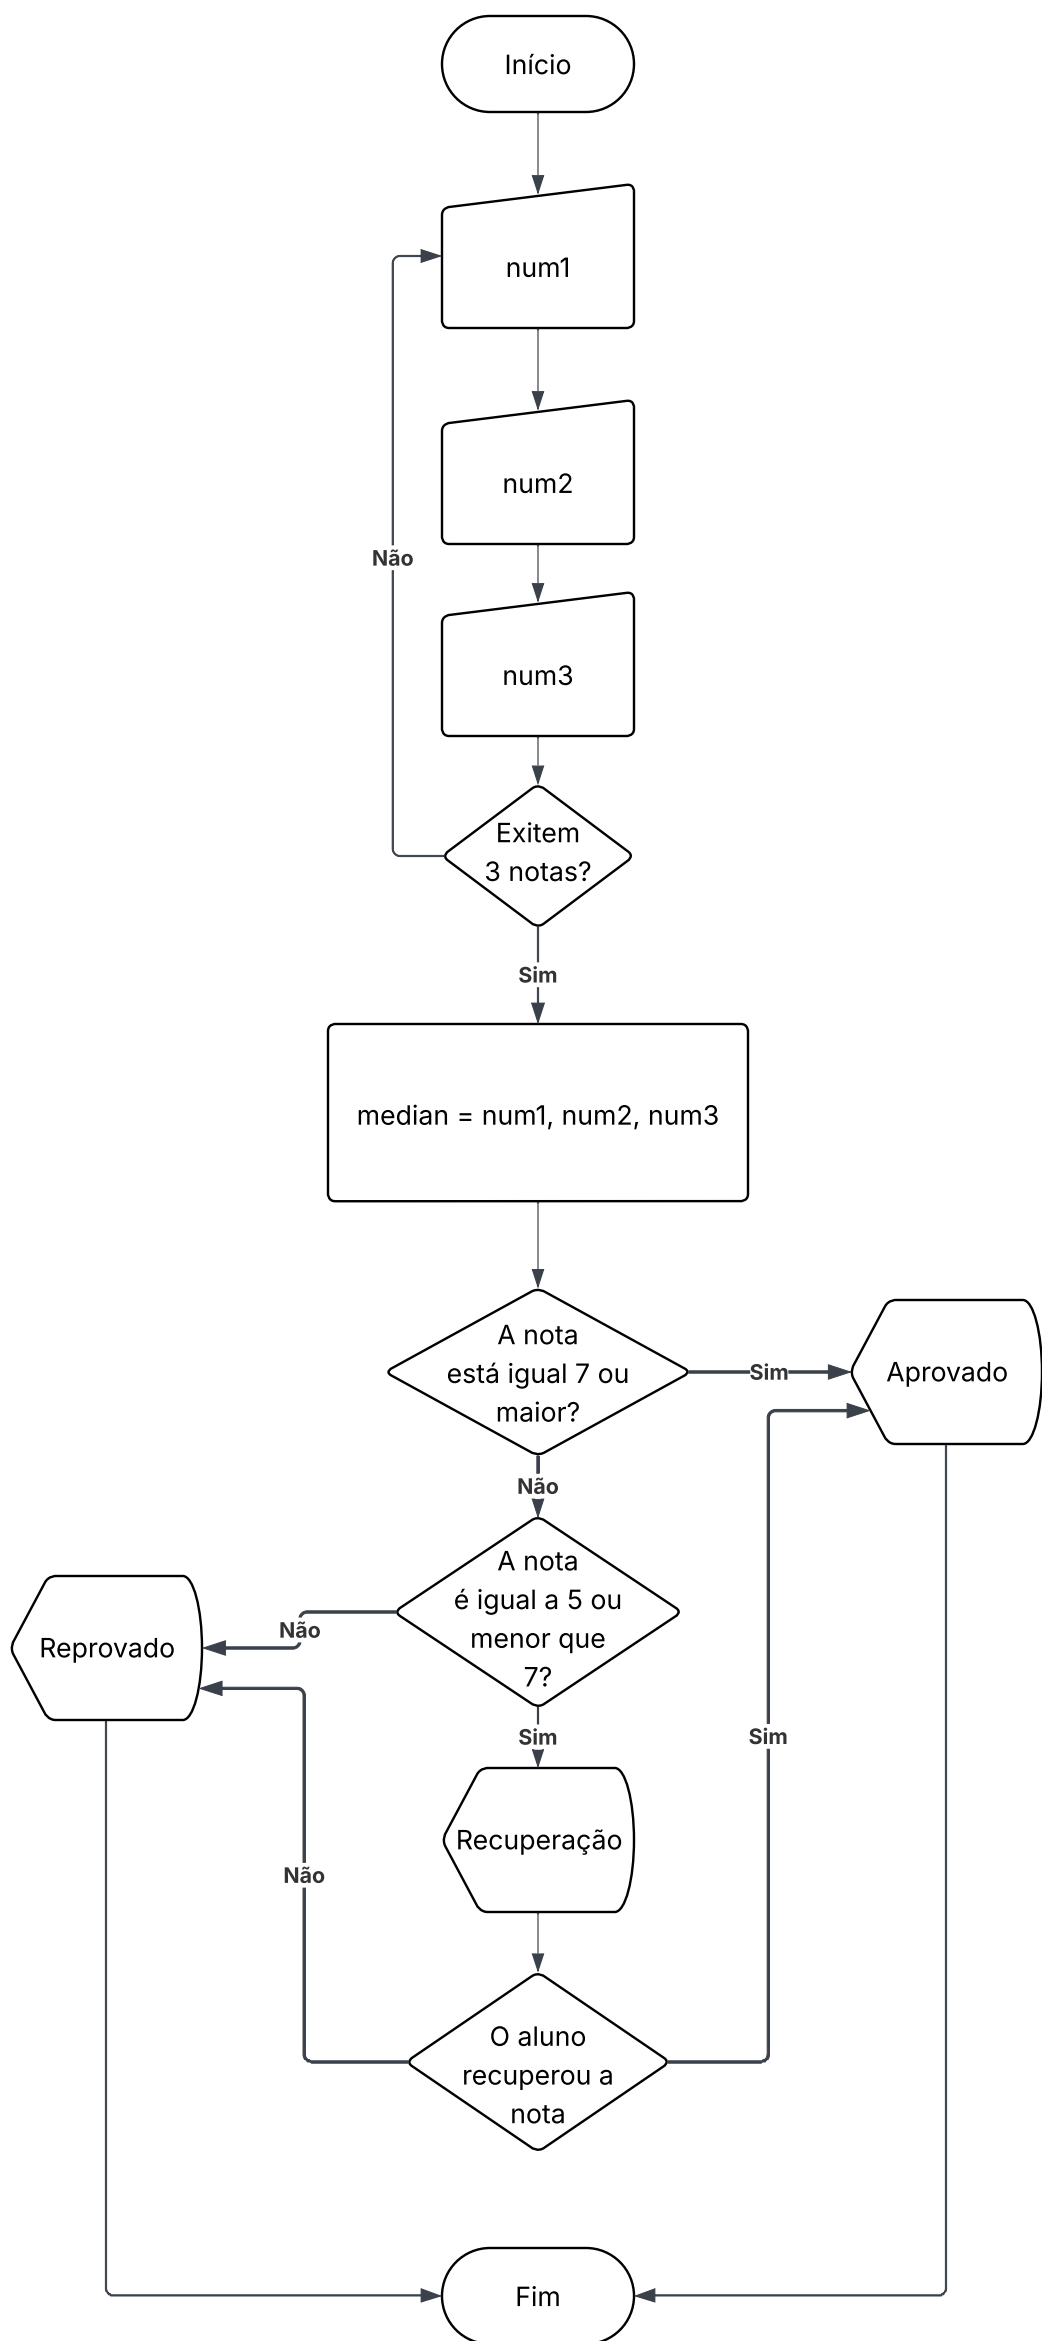 Início
num1
num2
Não
num3
Exitem
3 notas?
Sim
median = num1, num2, num3
A nota
está igual 7 ou
maior?
Sim
Aprovado
Não
A nota
é igual a 5 ou
menor que
7?
Não
Reprovado
Sim
Sim
Recuperação
Não
O aluno
recuperou a
nota
Fim